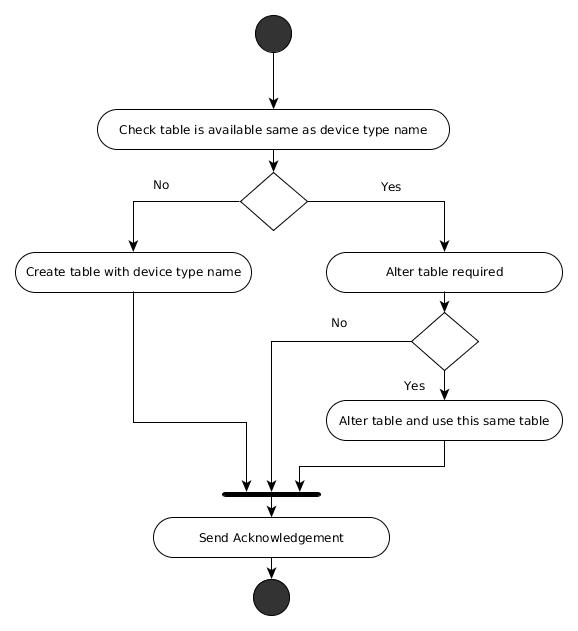 Check table is available same as device type name
No
Yes
Create table with device type name
Alter table required
No
Yes
Alter table and use this same table
Send Acknowledgement